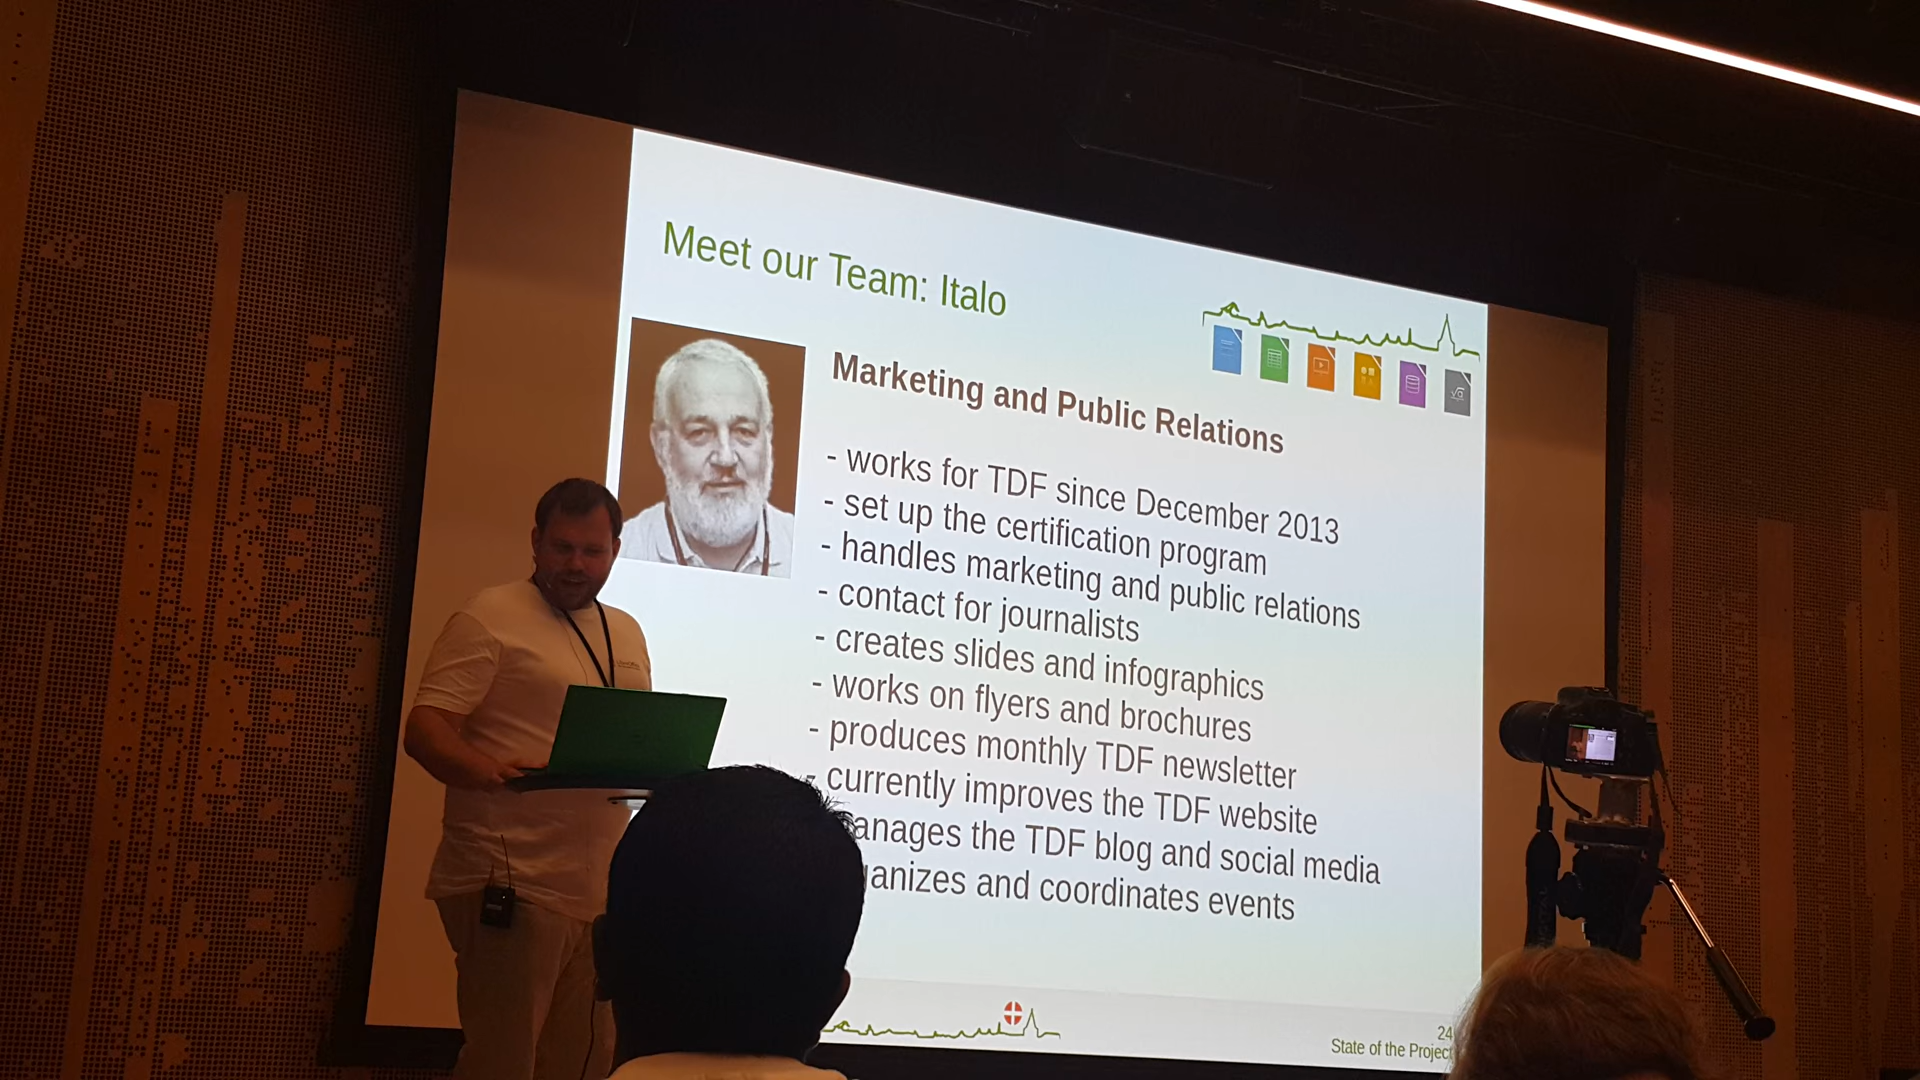 Meet our Team: Italo
Marketing and Public Relations
- works for TDF since December 2013
- set up the certification program
- handles marketing and public relations
- contact for journalists
- creates slides and infographics
- works on flyers and brochures
- produces monthly TDF newsletter
- currently improves the TDF website
anages the TDF blog and social media
ganizes and coordinates events
24
State of the Project